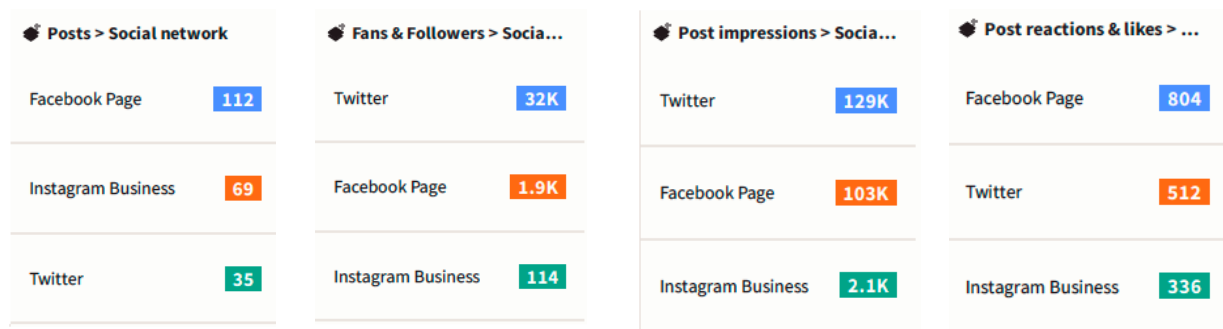 Posts > Social network
Facebook Page 112
Instagram Business 69
Twitter 35
Fans & Followers > Socia...
Twitter 32K
Facebook Page 1.9K
Instagram Business 114
Post impressions > Socia...
Twitter 129K
Facebook Page 103K
Instagram Business 2.1K
Post reactions & likes > ...
Facebook Page 804
Twitter 512
Instagram Business 336